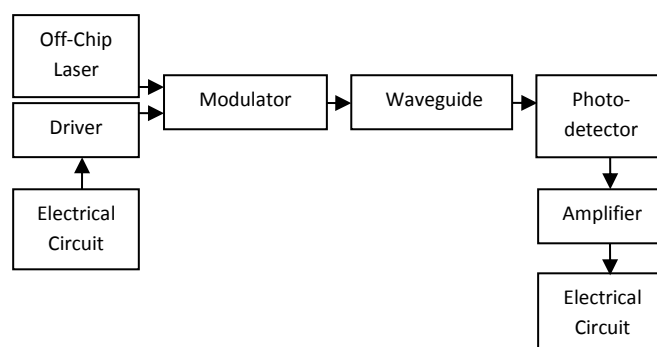 Off-Chip
Laser
Driver
Electrical
Circuit
Modulator
Waveguide
Photo-
detector
Amplifier
Electrical
Circuit